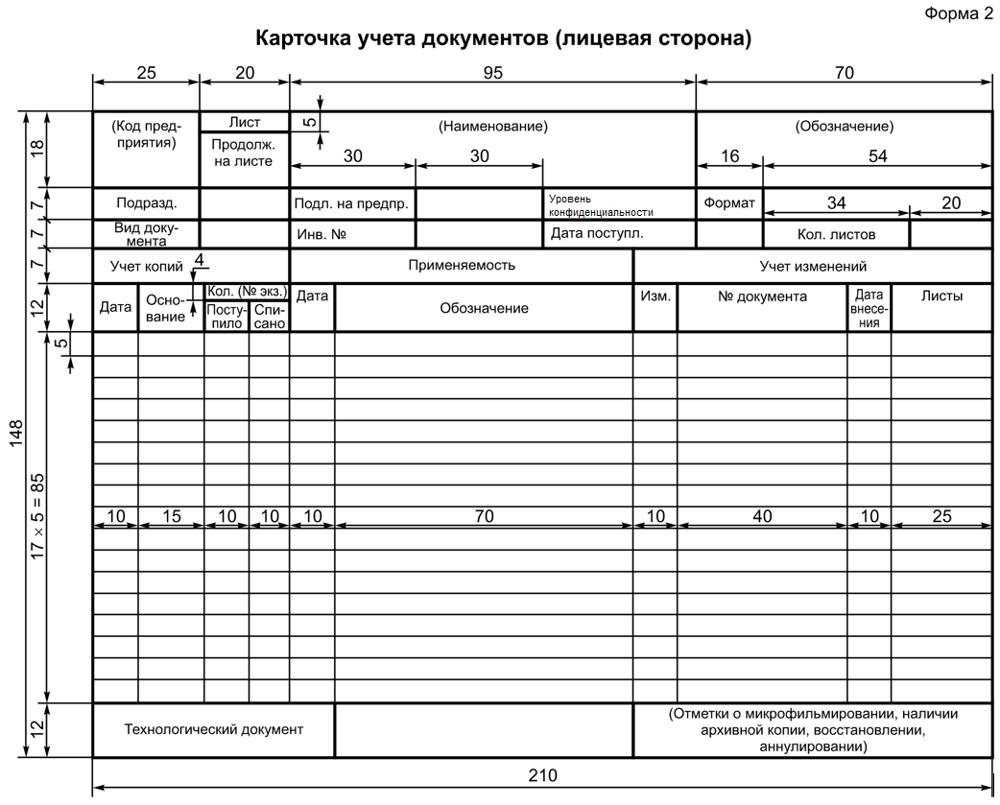 Форма 2
Карточка учета документов (лицевая сторона)
25 20 95 70
(Код пред-
приятия)
Лист
Продолж.
на листе
5
(Наименование)
(Обозначение)
18
30 30 16 54
7
Подразд.
Подл. на предпр.
Уровень
конфиденциальности
Формат
34 20
7
Вид доку-
мента
Инв. №
Дата поступл.
Кол. листов
7
Учет копий
4
Применяемость
Учет изменений
12
Дата
Осно-
вание
Кол. (№ экз.)
Посту-
пило
Спи-
сано
Дата
Обозначение
Изм.
№ документа
Дата
внесе-
ния
Листы
5
148
17 × 5 = 85
10 15 10 10 10 70 10 40 10 25
12
Технологический документ
(Отметки о микрофильмировании, наличии
архивной копии, восстановлении,
аннулировании)
210